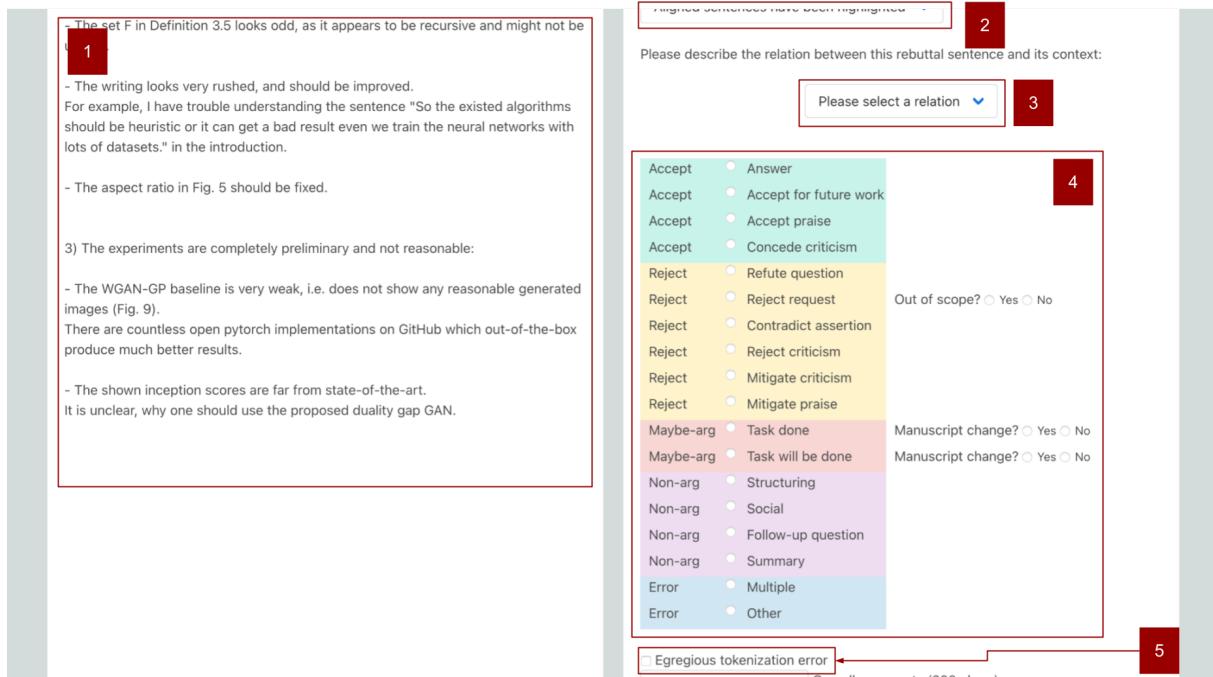 - The set F in Definition 3.5 looks odd, as it appears to be recursive and might not be
1
- The writing looks very rushed, and should be improved.
For example, I have trouble understanding the sentence "So the existed algorithms
should be heuristic or it can get a bad result even we train the neural networks with
lots of datasets." in the introduction.
- The aspect ratio in Fig. 5 should be fixed.
3) The experiments are completely preliminary and not reasonable:
- The WGAN-GP baseline is very weak, i.e. does not show any reasonable generated
images (Fig. 9).
There are countless open pytorch implementations on GitHub which out-of-the-box
produce much better results.
- The shown inception scores are far from state-of-the-art.
It is unclear, why one should use the proposed duality gap GAN.
Aligned sentences have been highlighted
2
Please describe the relation between this rebuttal sentence and its context:
Please select a relation
3
4
Accept Answer
Accept Accept for future work
Accept Accept praise
Accept Concede criticism
Reject Refute question
Reject Reject request Out of scope? Yes No
Reject Contradict assertion
Reject Reject criticism
Reject Mitigate criticism
Reject Mitigate praise
Maybe-arg Task done Manuscript change? Yes No
Maybe-arg Task will be done Manuscript change? Yes No
Non-arg Structuring
Non-arg Social
Non-arg Follow-up question
Non-arg Summary
Error Multiple
Error Other
5
Egregious tokenization error